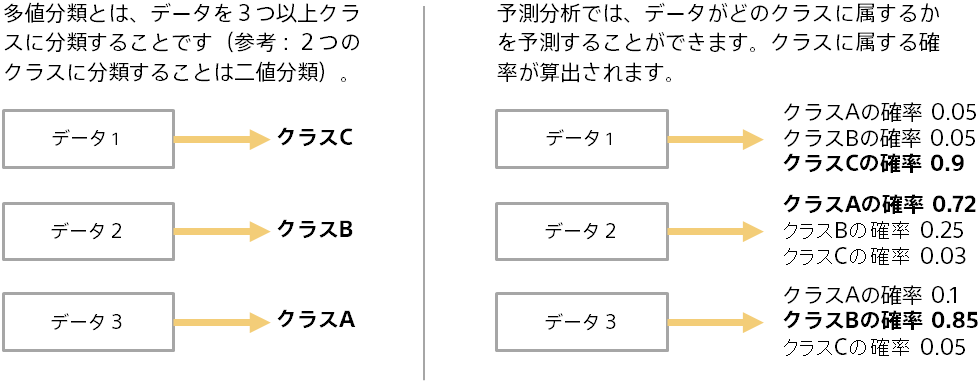 多値分類とは、データを３つ以上クラ
スに分類することです（参考：２つの
クラスに分類することは二値分類）。
データ１
クラスC
データ２
クラスB
データ３
クラスA
予測分析では、データがどのクラスに属するか
を予測することができます。クラスに属する確
率が算出されます。
データ１
クラスAの確率 0.05
クラスBの確率 0.05
クラスCの確率 0.9
データ２
クラスAの確率 0.72
クラスBの確率 0.25
クラスCの確率 0.03
データ３
クラスAの確率 0.1
クラスBの確率 0.85
クラスCの確率 0.05